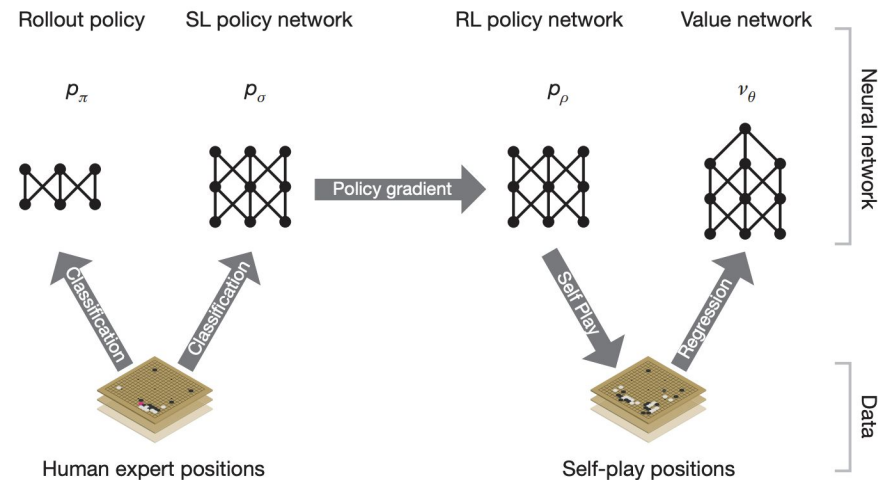 Rollout policy
SL policy network
RL policy network
Value network
pπ
pσ
pρ
νθ
Neural network
Policy gradient
Classification
Classification
Self Play
Regression
Data
Human expert positions
Self-play positions